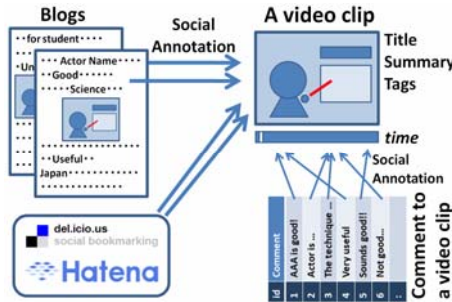 Blogs
for student
Un
Actor Name
Good
Science
Useful
Japan
Social
Annotation
A video clip
Title
Summary
Tags
time
Social
Annotation
del.icio.us
social bookmarking
Hatena
id Comment
1 AAA is good!
2 Actor is ...
3 The technique ...
4 Very useful
5 Sounds good!!
6 Not good...
:
Comment to
a video clip